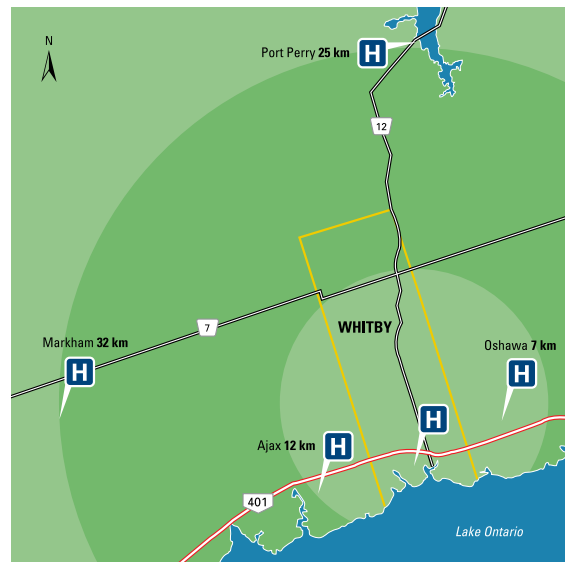 N
Port Perry 25 km
H
12
7
WHITBY
Markham 32 km
H
Oshawa 7 km
H
H
Ajax 12 km
H
401
Lake Ontario